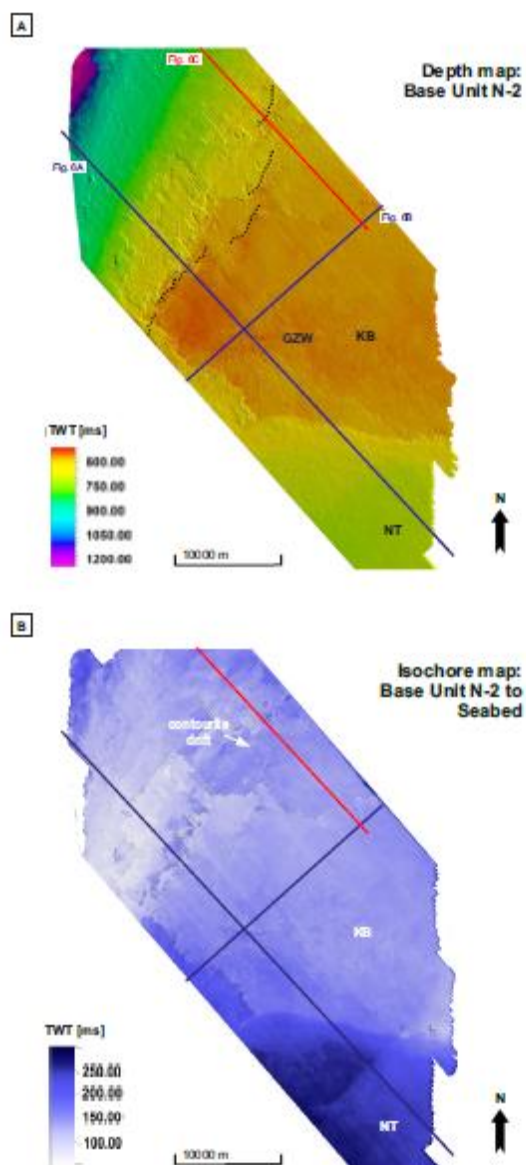 A
Depth map:
Base Unit N-2
Fig. 6C
Fig. 6A
Fig. 6B
GZW
KB
TWT [ms]
600.00
750.00
900.00
1050.00
1200.00
10000 m
NT
N
B
Isochore map:
Base Unit N-2 to
Seabed
contourite
drift
KB
TWT [ms]
250.00
200.00
150.00
100.00
10000 m
NT
N